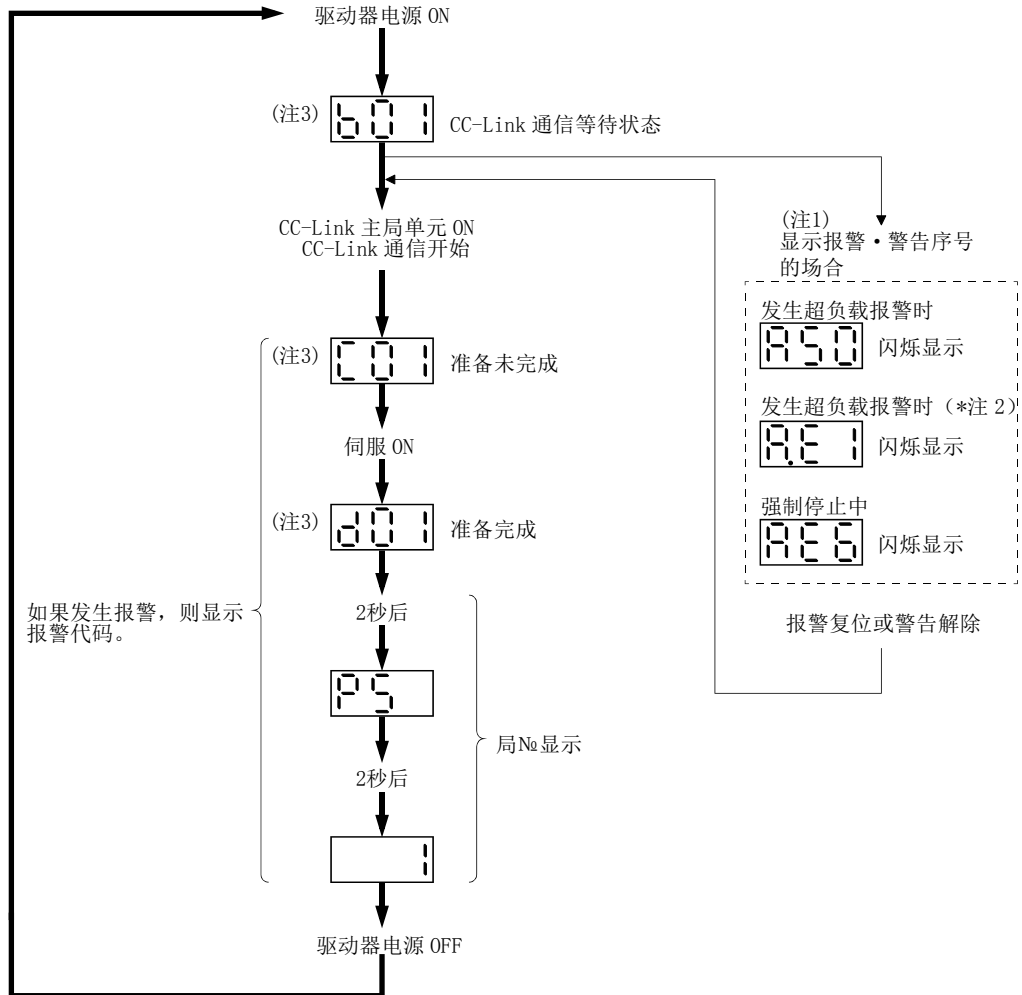 驱动器电源 ON
(注3)
b01
CC-Link 通信等待状态
CC-Link 主局单元 ON
CC-Link 通信开始
(注3)
C01
准备未完成
伺服 ON
(注3)
d01
准备完成
2秒后
PS
2秒后
1
驱动器电源 OFF
如果发生报警，则显示
报警代码。
局№显示
(注1)
显示报警・警告序号
的场合
发生超负载报警时
A50
闪烁显示
发生超负载报警时（*注 2）
A.E1
闪烁显示
强制停止中
AE6
闪烁显示
报警复位或警告解除